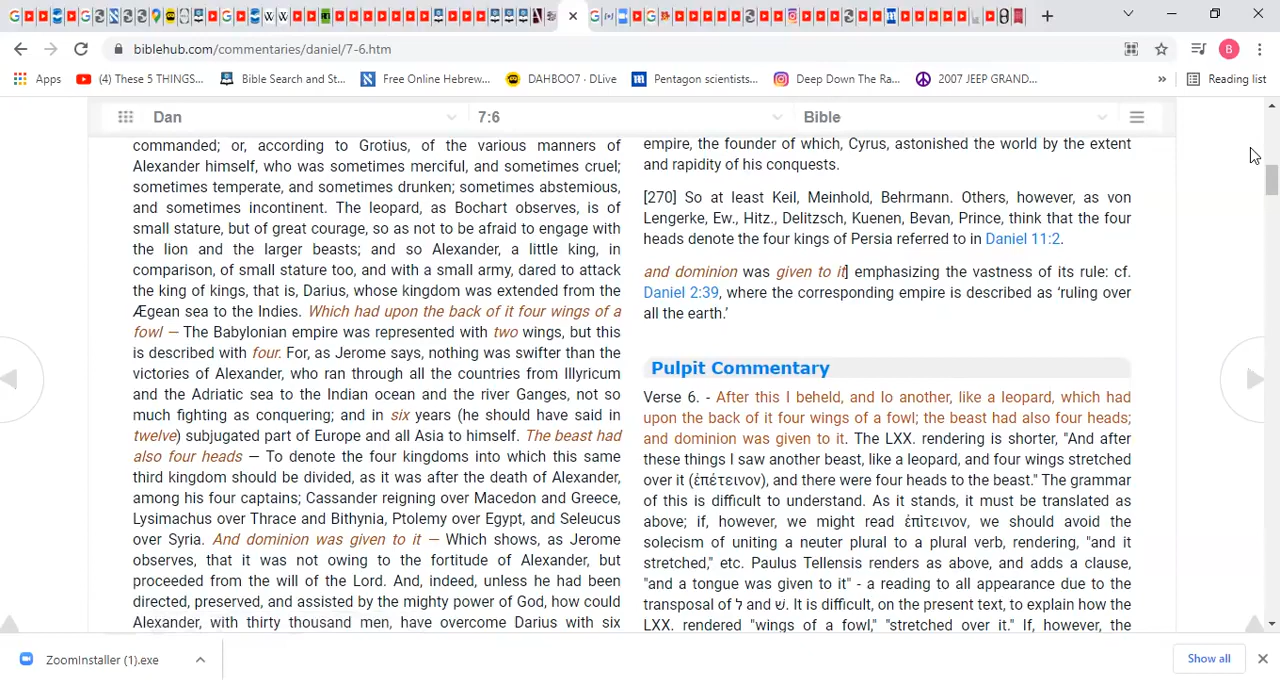 biblehub.com/commentaries/daniel/7-6.htm
B
Apps
(4) These 5 THINGS...
Bible Search and St...
Free Online Hebrew...
DAHBOO7 - DLive
Pentagon scientists...
Deep Down The Ra...
2007 JEEP GRAND...
»
Reading list
Dan
7:6
Bible
commanded; or, according to Grotius, of the various manners of
Alexander himself, who was sometimes merciful, and sometimes cruel;
sometimes temperate, and sometimes drunken; sometimes abstemious,
and sometimes incontinent. The leopard, as Bochart observes, is of
small stature, but of great courage, so as not to be afraid to engage with
the lion and the larger beasts; and so Alexander, a little king, in
comparison, of small stature too, and with a small army, dared to attack
the king of kings, that is, Darius, whose kingdom was extended from the
Ægean sea to the Indies. Which had upon the back of it four wings of a
fowl — The Babylonian empire was represented with two wings, but this
is described with four. For, as Jerome says, nothing was swifter than the
victories of Alexander, who ran through all the countries from Illyricum
and the Adriatic sea to the Indian ocean and the river Ganges, not so
much fighting as conquering; and in six years (he should have said in
twelve) subjugated part of Europe and all Asia to himself. The beast had
also four heads — To denote the four kingdoms into which this same
third kingdom should be divided, as it was after the death of Alexander,
among his four captains; Cassander reigning over Macedon and Greece,
Lysimachus over Thrace and Bithynia, Ptolemy over Egypt, and Seleucus
over Syria. And dominion was given to it — Which shows, as Jerome
observes, that it was not owing to the fortitude of Alexander, but
proceeded from the will of the Lord. And, indeed, unless he had been
directed, preserved, and assisted by the mighty power of God, how could
Alexander, with thirty thousand men, have overcome Darius with six
empire, the founder of which, Cyrus, astonished the world by the extent
and rapidity of his conquests.
[270] So at least Keil, Meinhold, Behrmann. Others, however, as von
Lengerke, Ew., Hitz., Delitzsch, Kuenen, Bevan, Prince, think that the four
heads denote the four kings of Persia referred to in Daniel 11:2.
and dominion was given to it] emphasizing the vastness of its rule: cf.
Daniel 2:39, where the corresponding empire is described as ‘ruling over
all the earth.’
Pulpit Commentary
Verse 6. - After this I beheld, and lo another, like a leopard, which had
upon the back of it four wings of a fowl; the beast had also four heads;
and dominion was given to it. The LXX. rendering is shorter, "And after
these things I saw another beast, like a leopard, and four wings stretched
over it (ἐπέτεινον), and there were four heads to the beast." The grammar
of this is difficult to understand. As it stands, it must be translated as
above; if, however, we might read ἐπὶτεινον, we should avoid the
solecism of uniting a neuter plural to a plural verb, rendering, "and it
stretched," etc. Paulus Tellensis renders as above, and adds a clause,
"and a tongue was given to it" - a reading to all appearance due to the
transposal of ל and שׁ. It is difficult, on the present text, to explain how the
LXX. rendered "wings of a fowl," "stretched over it." If, however, the
ZoomInstaller (1).exe
Show all